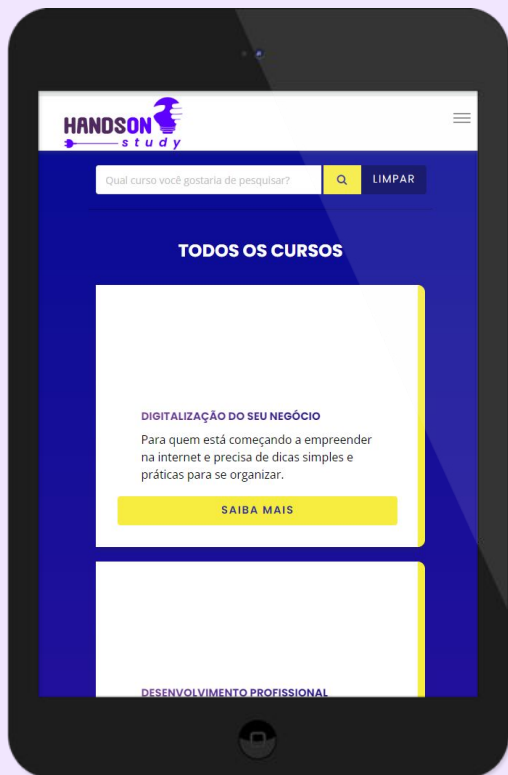 HANDSON
study
Qual curso você gostaria de pesquisar?
LIMPAR
TODOS OS CURSOS
DIGITALIZAÇÃO DO SEU NEGÓCIO
Para quem está começando a empreender
na internet e precisa de dicas simples e
práticas para se organizar.
SAIBA MAIS
DESENVOLVIMENTO PROFISSIONAL